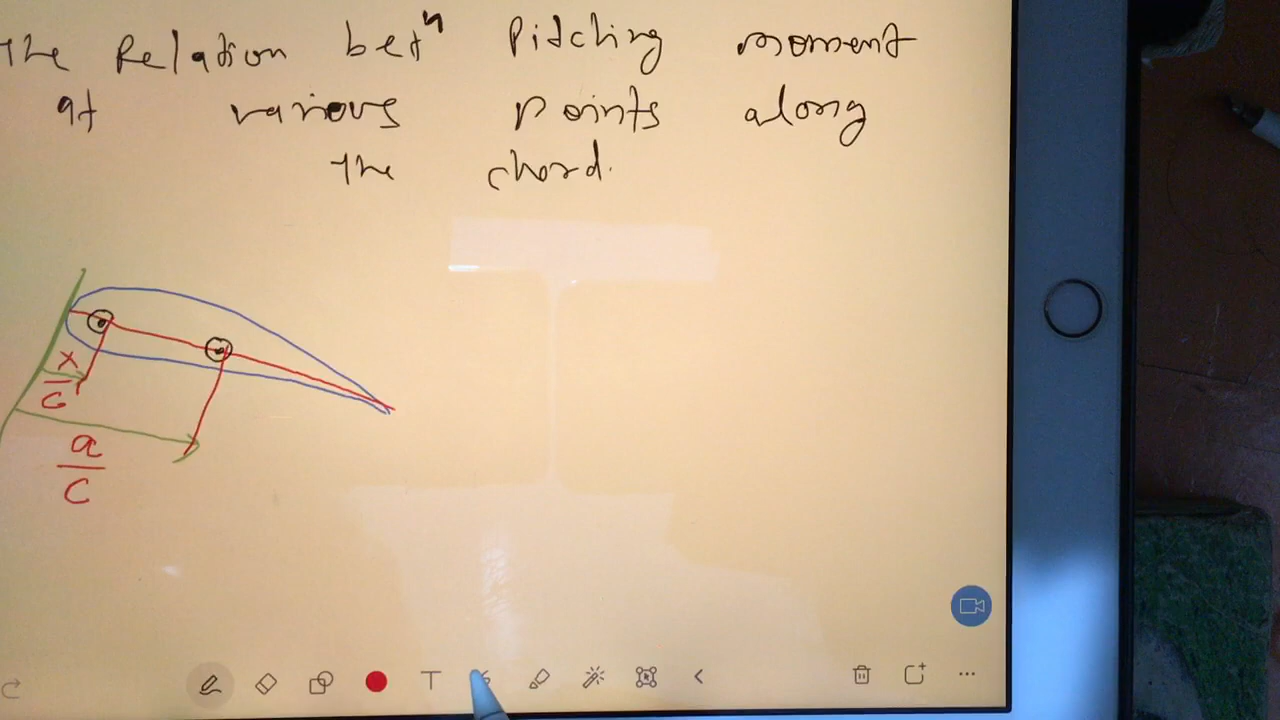 The Relation betⁿ Pitching moment
at various points along
the chord.
x
c
a
c
T